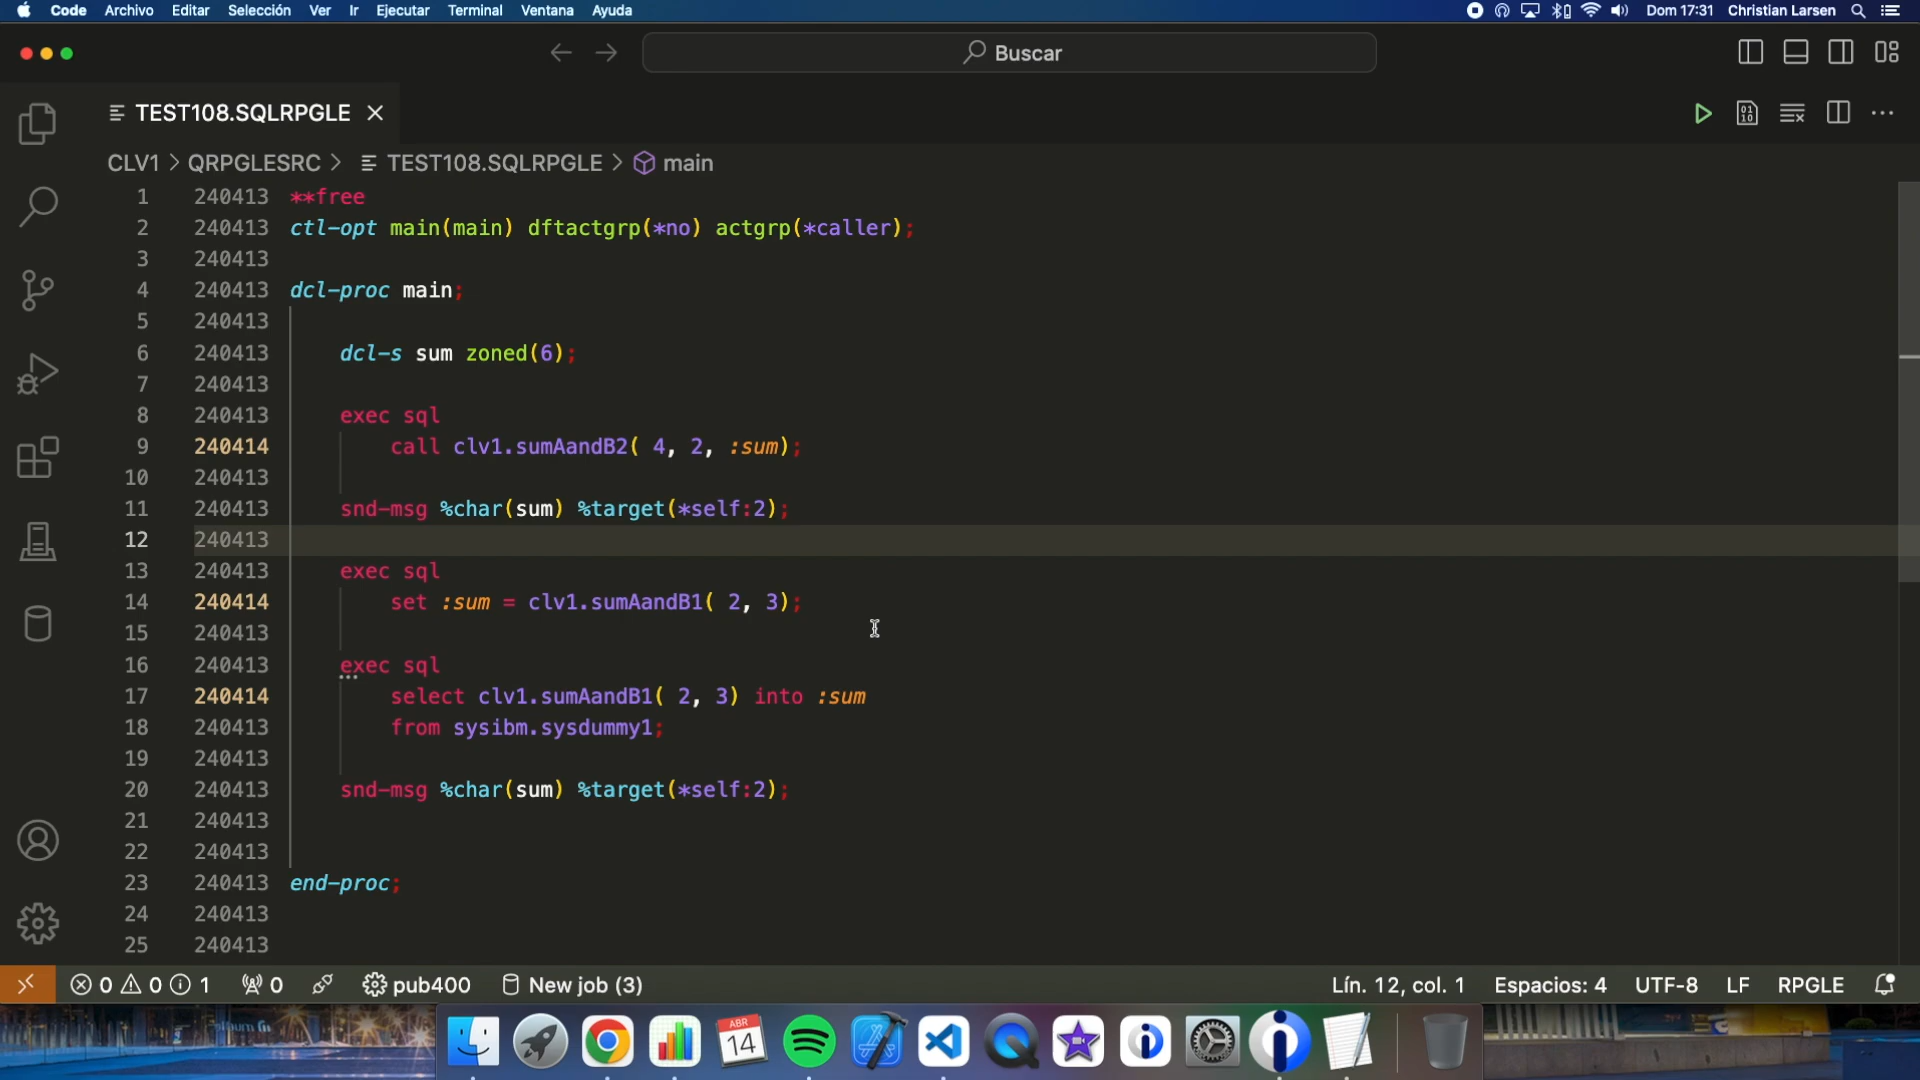 Code Archivo Editar Selección Ver Ir Ejecutar Terminal Ventana Ayuda Dom 17:31 Christian Larsen
Buscar
TEST108.SQLRPGLE
CLV1 > QRPGLESRC > TEST108.SQLRPGLE > main
1 240413 **free
2 240413 ctl-opt main(main) dftactgrp(*no) actgrp(*caller);
3 240413
4 240413 dcl-proc main;
5 240413
6 240413 dcl-s sum zoned(6);
7 240413
8 240413 exec sql
9 240414 call clv1.sumAandB2( 4, 2, :sum);
10 240413
11 240413 snd-msg %char(sum) %target(*self:2);
12 240413
13 240413 exec sql
14 240414 set :sum = clv1.sumAandB1( 2, 3);
15 240413
16 240413 exec sql
17 240414 select clv1.sumAandB1( 2, 3) into :sum
18 240413 from sysibm.sysdummy1;
19 240413
20 240413 snd-msg %char(sum) %target(*self:2);
21 240413
22 240413
23 240413 end-proc;
24 240413
25 240413
0 0 1 0 pub400 New job (3) Lín. 12, col. 1 Espacios: 4 UTF-8 LF RPGLE
ABR
14